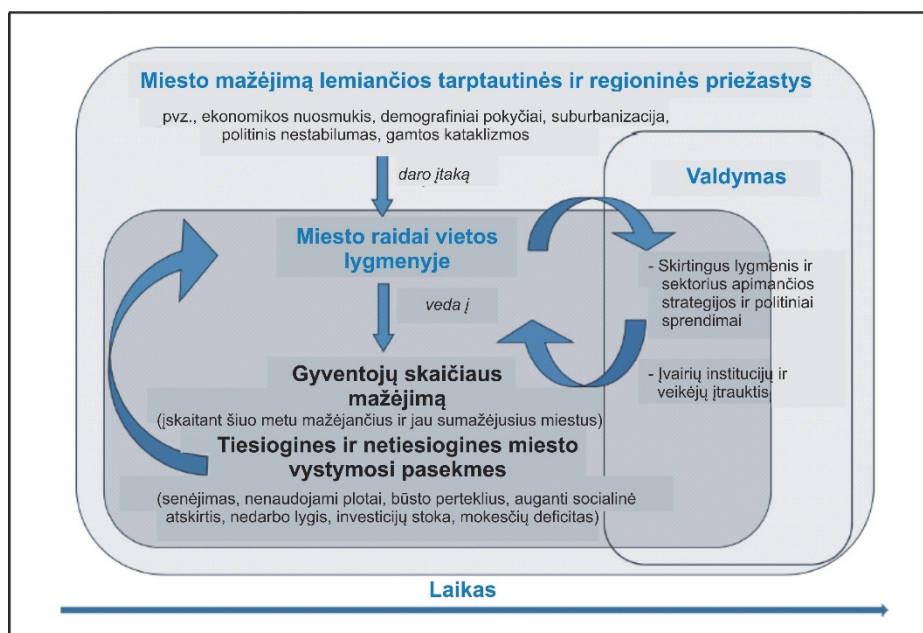 Miesto mažėjimą lemiančios tarptautinės ir regioninės priežastys
pvz., ekonomikos nuosmukis, demografiniai pokyčiai, suburbanizacija,
politinis nestabilumas, gamtos kataklizmos
daro įtaką
Valdymas
Miesto raidai vietos
lygmenyje
- Skirtingus lygmenis ir
sektorius apimančios
strategijos ir politiniai
sprendimai
veda į
- Įvairių institucijų ir
veikėjų įtrauktis
Gyventojų skaičiaus
mažėjimą
(įskaitant šiuo metu mažėjančius ir jau sumažėjusius miestus)
Tiesiogines ir netiesiogines miesto
vystymosi pasekmes
(senėjimas, nenaudojami plotai, būsto perteklius, auganti socialinė
atskirtis, nedarbo lygis, investicijų stoka, mokesčių deficitas)
Laikas